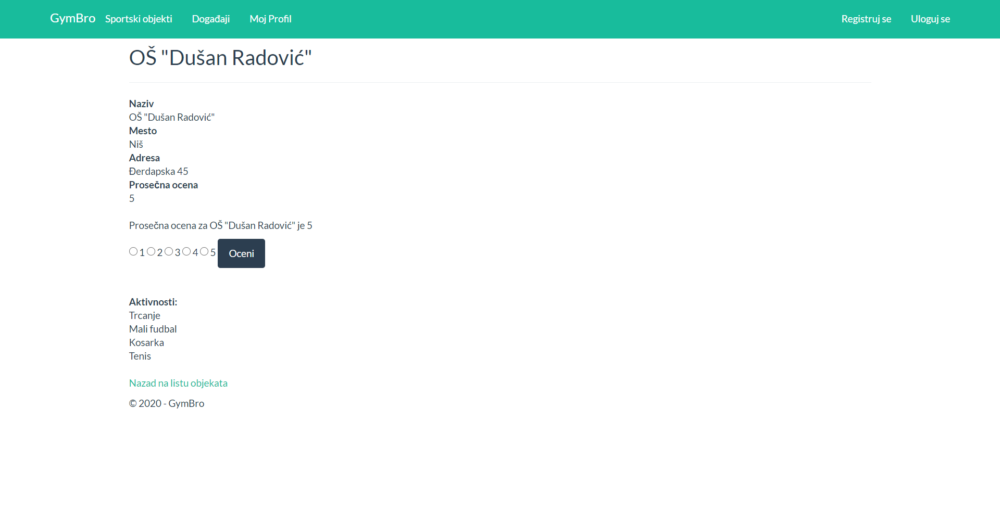 GymBro Sportski objekti Događaji Moj Profil Registruj se Uloguj se
OŠ "Dušan Radović"
Naziv
OŠ "Dušan Radović"
Mesto
Niš
Adresa
Đerdapska 45
Prosečna ocena
5
Prosečna ocena za OŠ "Dušan Radović" je 5
1 2 3 4 5 Oceni
Aktivnosti:
Trcanje
Mali fudbal
Kosarka
Tenis
Nazad na listu objekata
© 2020 - GymBro